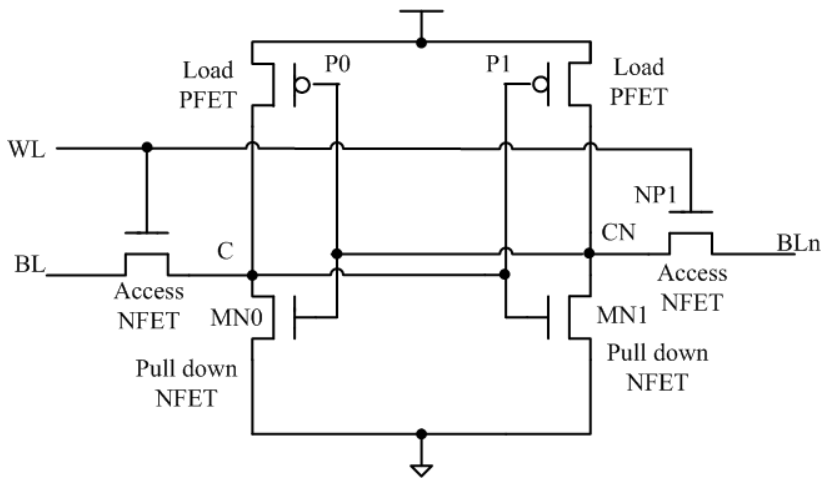 P0
P1
Load
PFET
Load
PFET
WL
NP1
C
CN
BL
BLn
Access
NFET
Access
NFET
MN0
MN1
Pull down
NFET
Pull down
NFET